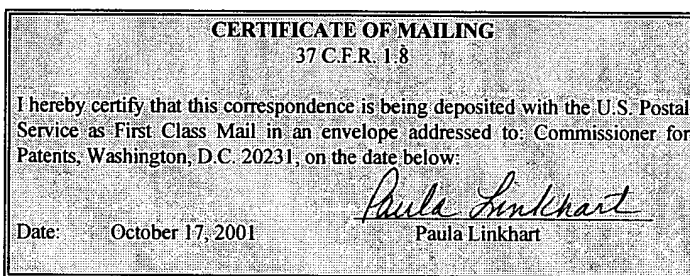 CERTIFICATE OF MAILING
37 C.F.R. 1.8
I hereby certify that this correspondence is being deposited with the U.S. Postal
Service as First Class Mail in an envelope addressed to: Commissioner for
Patents, Washington, D.C. 20231, on the date below:
Paula Linkhart
Date: October 17, 2001 Paula Linkhart